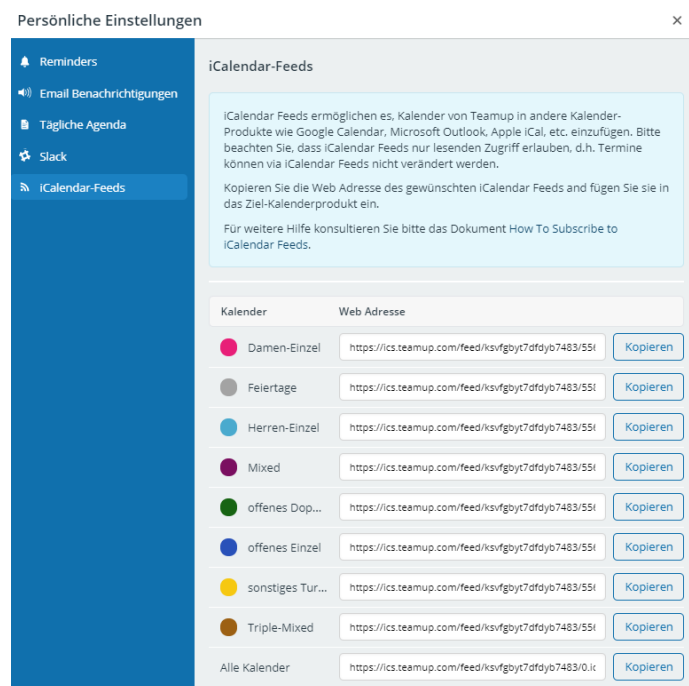 Persönliche Einstellungen
×
Reminders
Email Benachrichtigungen
Tägliche Agenda
Slack
iCalendar-Feeds
iCalendar-Feeds
iCalendar Feeds ermöglichen es, Kalender von Teamup in andere Kalender-
Produkte wie Google Calendar, Microsoft Outlook, Apple iCal, etc. einzufügen. Bitte
beachten Sie, dass iCalendar Feeds nur lesenden Zugriff erlauben, d.h. Termine
können via iCalendar Feeds nicht verändert werden.
Kopieren Sie die Web Adresse des gewünschten iCalendar Feeds and fügen Sie sie in
das Ziel-Kalenderprodukt ein.
Für weitere Hilfe konsultieren Sie bitte das Dokument How To Subscribe to
iCalendar Feeds.
Kalender Web Adresse
Damen-Einzel https://ics.teamup.com/feed/ksvfgbyt7dfdyb7483/556 Kopieren
Feiertage https://ics.teamup.com/feed/ksvfgbyt7dfdyb7483/558 Kopieren
Herren-Einzel https://ics.teamup.com/feed/ksvfgbyt7dfdyb7483/556 Kopieren
Mixed https://ics.teamup.com/feed/ksvfgbyt7dfdyb7483/556 Kopieren
offenes Dop... https://ics.teamup.com/feed/ksvfgbyt7dfdyb7483/556 Kopieren
offenes Einzel https://ics.teamup.com/feed/ksvfgbyt7dfdyb7483/556 Kopieren
sonstiges Tur... https://ics.teamup.com/feed/ksvfgbyt7dfdyb7483/556 Kopieren
Triple-Mixed https://ics.teamup.com/feed/ksvfgbyt7dfdyb7483/556 Kopieren
Alle Kalender https://ics.teamup.com/feed/ksvfgbyt7dfdyb7483/0.ic Kopieren